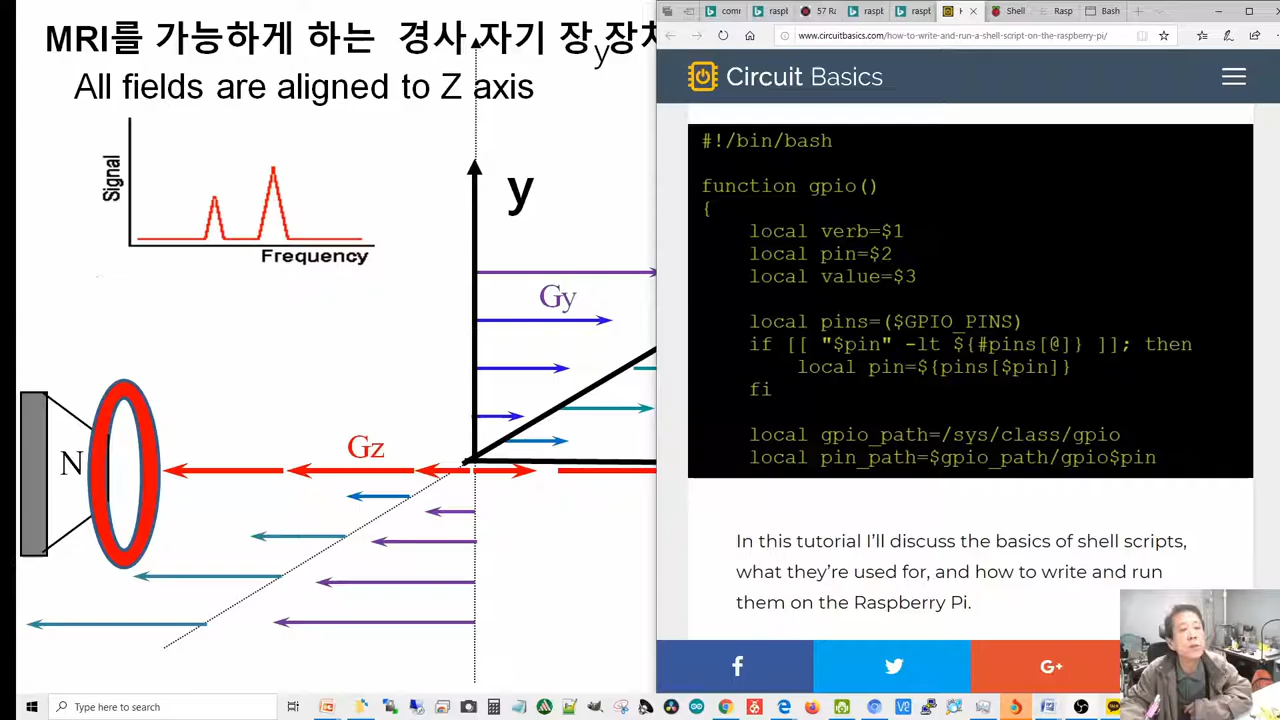 MRI를 가능하게 하는 경사 자기 장 장치
y
All fields are aligned to Z axis
Signal
Frequency
y
Gy
Gz
N
57 Ra
Shell
Rasp
Bash
www.circuitbasics.com/how-to-write-and-run-a-shell-script-on-the-raspberry-pi/
Circuit Basics
#!/bin/bash
function gpio()
{
local verb=$1
local pin=$2
local value=$3
local pins=($GPIO_PINS)
if [[ "$pin" -lt ${#pins[@]} ]]; then
local pin=${pins[$pin]}
fi
local gpio_path=/sys/class/gpio
local pin_path=$gpio_path/gpio$pin
In this tutorial I’ll discuss the basics of shell scripts,
what they’re used for, and how to write and run
them on the Raspberry Pi.
Type here to search